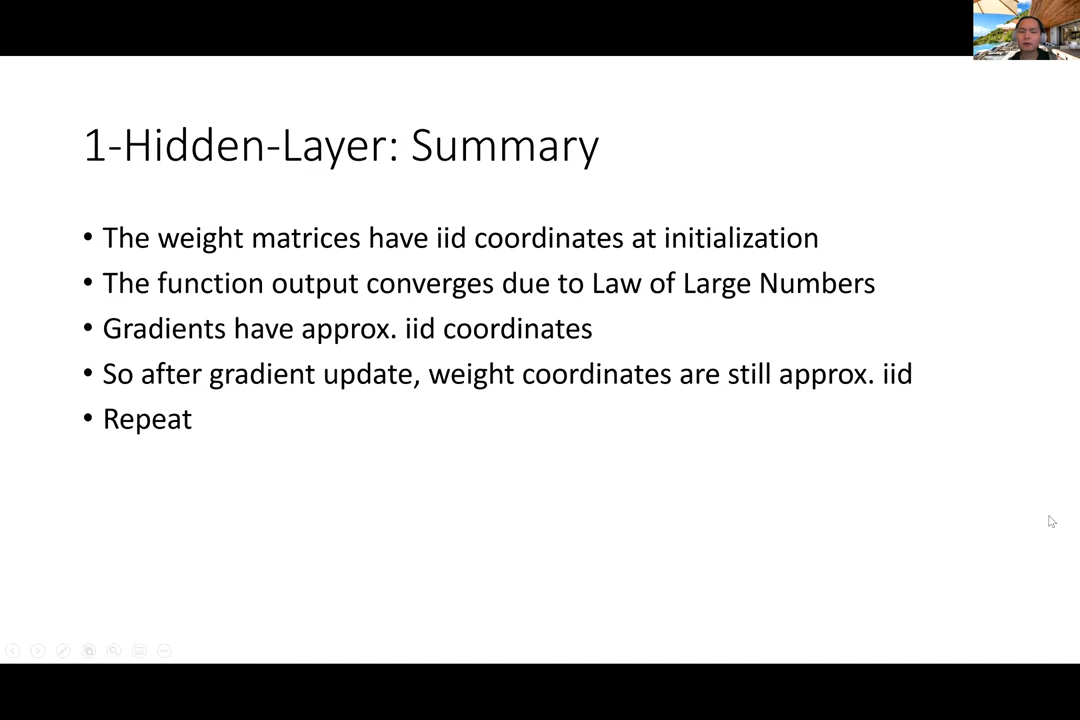 1-Hidden-Layer: Summary
• The weight matrices have iid coordinates at initialization
• The function output converges due to Law of Large Numbers
• Gradients have approx. iid coordinates
• So after gradient update, weight coordinates are still approx. iid
• Repeat